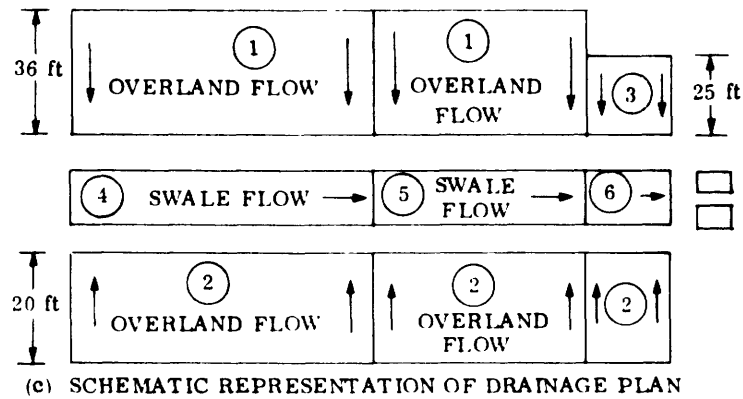 36 ft
1
OVERLAND FLOW
1
OVERLAND
FLOW
3
25 ft
4
SWALE FLOW
5
SWALE
FLOW
6
20 ft
2
OVERLAND FLOW
2
OVERLAND
FLOW
2
(c) SCHEMATIC REPRESENTATION OF DRAINAGE PLAN